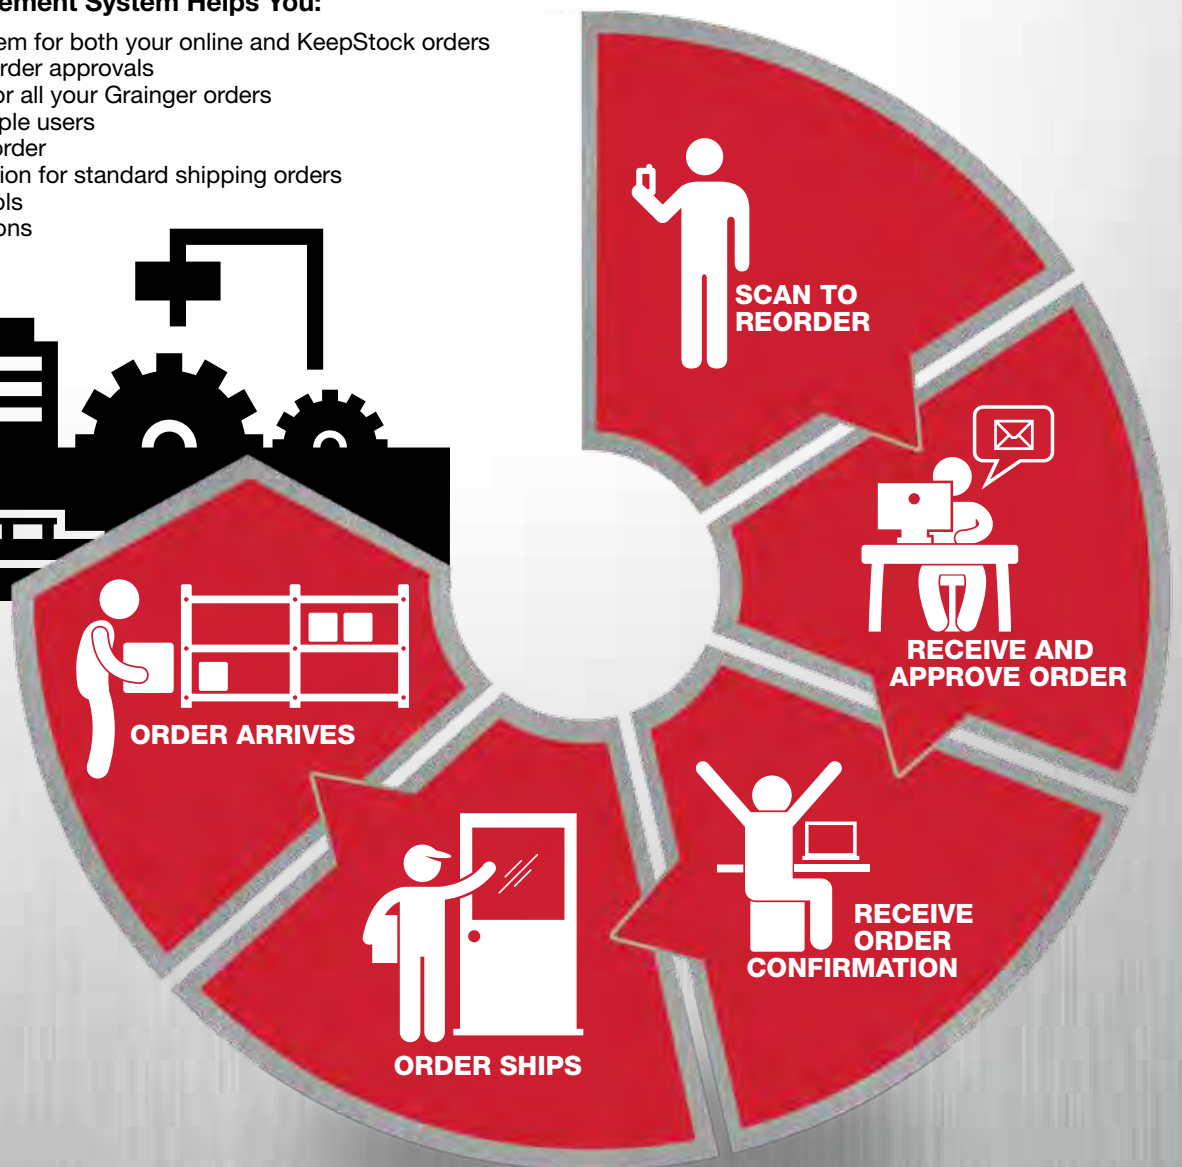 ement System Helps You:
em for both your online and KeepStock orders
rder approvals
or all your Grainger orders
ple users
order
ion for standard shipping orders
ols
ons
SCAN TO
REORDER
RECEIVE AND
APPROVE ORDER
RECEIVE
ORDER
CONFIRMATION
ORDER SHIPS
ORDER ARRIVES